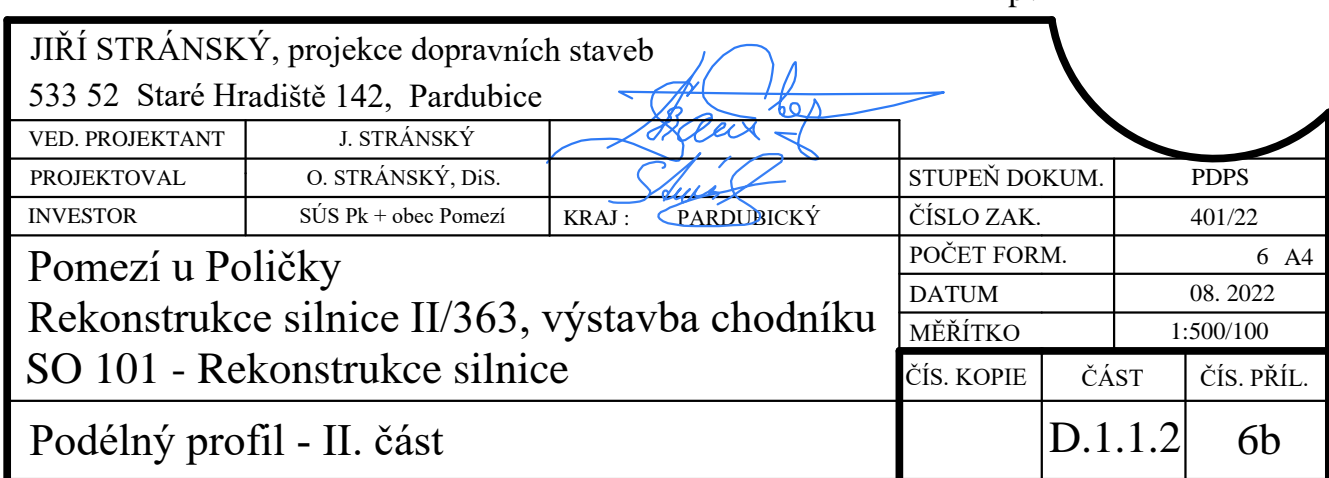 JIŘÍ STRÁNSKÝ, projekce dopravních staveb
533 52 Staré Hradiště 142, Pardubice
VED. PROJEKTANT J. STRÁNSKÝ
PROJEKTOVAL O. STRÁNSKÝ, DiS.
INVESTOR SÚS Pk + obec Pomezí KRAJ : PARDUBICKÝ
STUPEŇ DOKUM. PDPS
ČÍSLO ZAK. 401/22
POČET FORM. 6 A4
DATUM 08. 2022
MĚŘÍTKO 1:500/100
Pomezí u Poličky
Rekonstrukce silnice II/363, výstavba chodníku
SO 101 - Rekonstrukce silnice
Podélný profil - II. část
ČÍS. KOPIE ČÁST ČÍS. PŘÍL.
D.1.1.2 6b